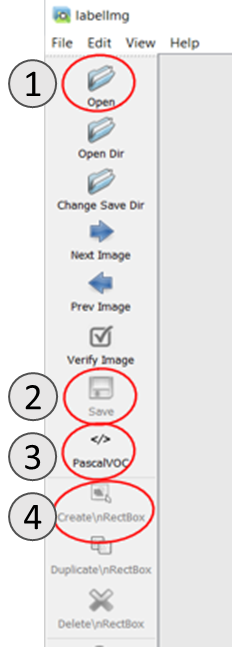 labelImg
File Edit View Help
1
Open
Open Dir
Change Save Dir
Next Image
Prev Image
Verify Image
2
Save
3
</>
PascalVOC
4
Create\nRectBox
Duplicate\nRectBox
Delete\nRectBox